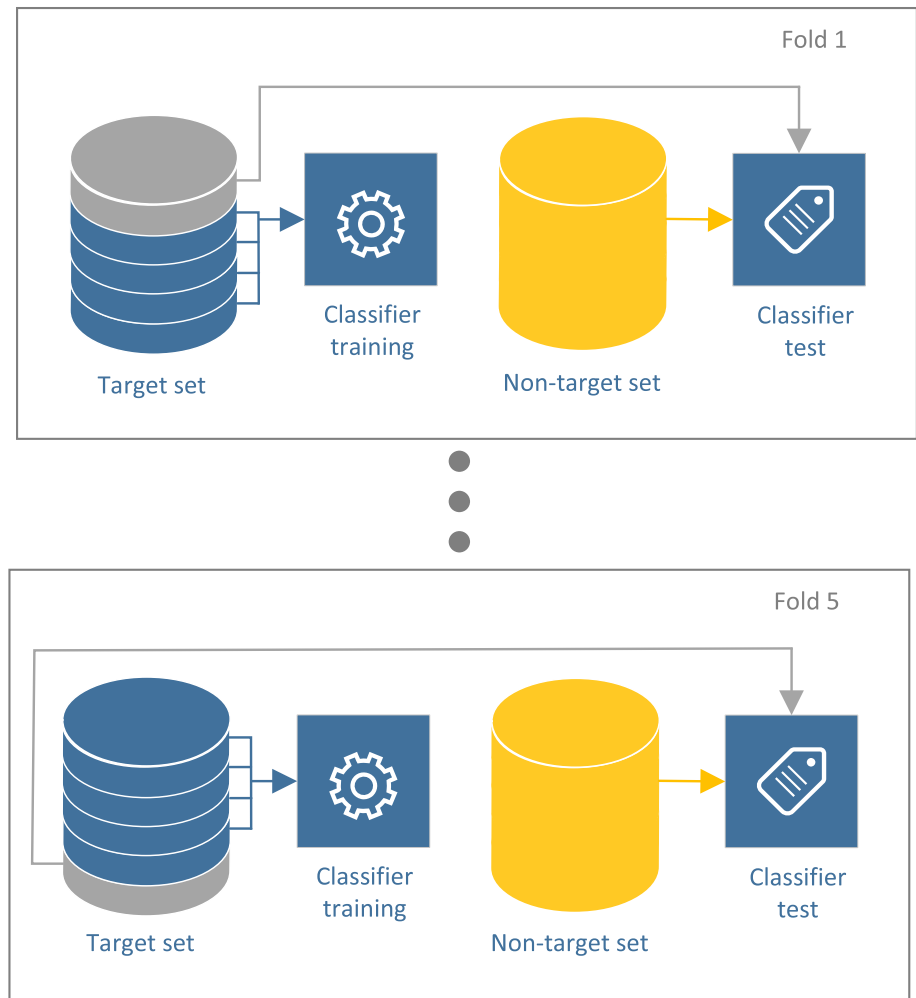 Fold 1
Classifier
training
Classifier
test
Target set
Non-target set
Fold 5
Classifier
training
Classifier
test
Target set
Non-target set